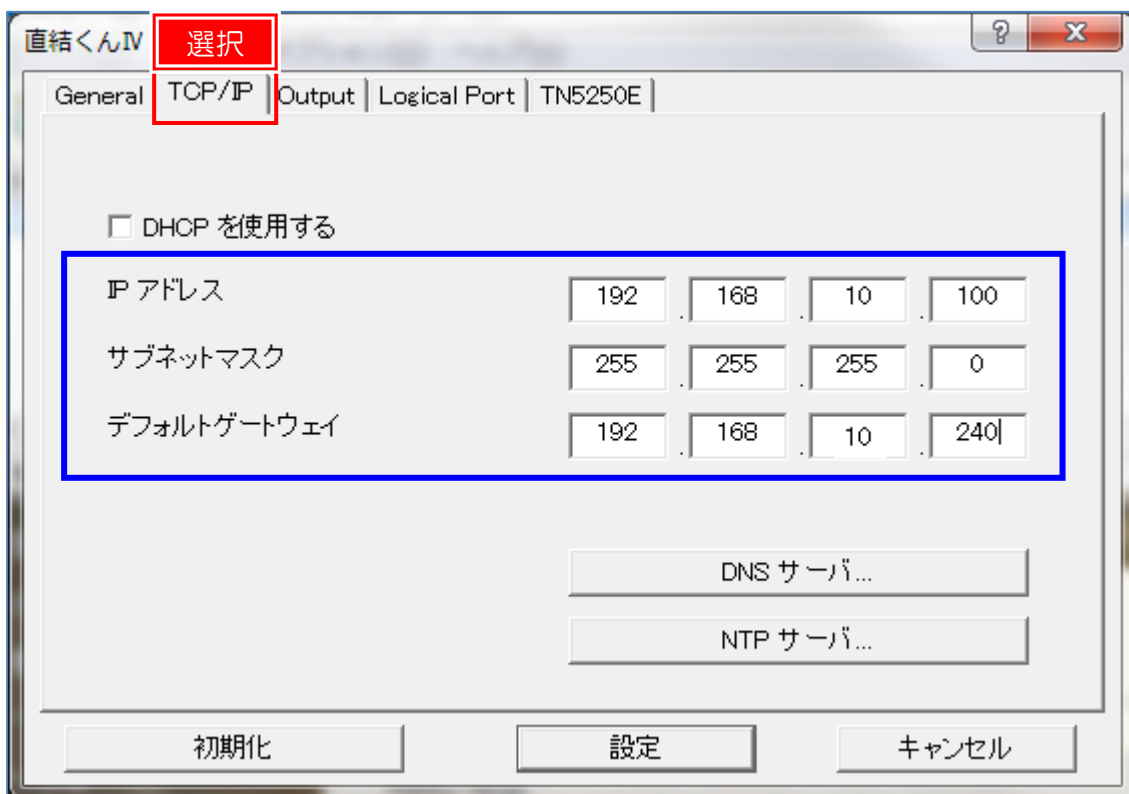 直結くんⅣ 選択
General TCP/IP Output Logical Port TN5250E
DHCP を使用する
IP アドレス 192 . 168 . 10 . 100
サブネットマスク 255 . 255 . 255 . 0
デフォルトゲートウェイ 192 . 168 . 10 . 240
DNS サーバ...
NTP サーバ...
初期化 設定 キャンセル